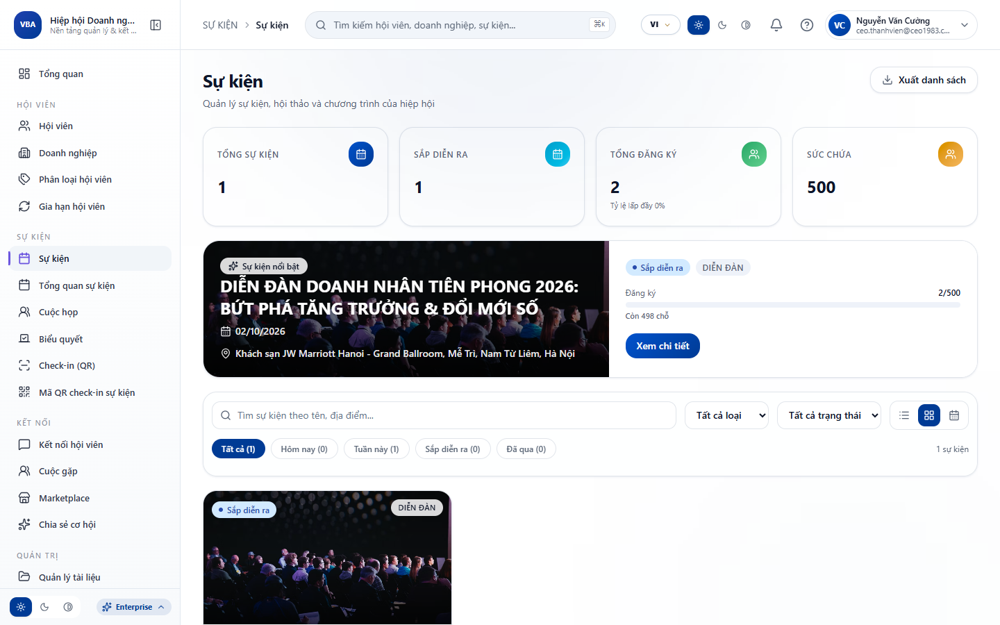 VBA
Hiệp hội Doanh ng...
Nền tảng quản lý & kết ...
SỰ KIỆN
Sự kiện
Tìm kiếm hội viên, doanh nghiệp, sự kiện...
⌘K
VI
VC
Nguyễn Văn Cường
ceo.thanhvien@ceo1983.c...
Tổng quan
HỘI VIÊN
Hội viên
Doanh nghiệp
Phân loại hội viên
Gia hạn hội viên
SỰ KIỆN
Sự kiện
Tổng quan sự kiện
Cuộc họp
Biểu quyết
Check-in (QR)
Mã QR check-in sự kiện
KẾT NỐI
Kết nối hội viên
Cuộc gặp
Marketplace
Chia sẻ cơ hội
QUẢN TRỊ
Quản lý tài liệu
Enterprise
Sự kiện
Quản lý sự kiện, hội thảo và chương trình của hiệp hội
Xuất danh sách
TỔNG SỰ KIỆN
1
SẮP DIỄN RA
1
TỔNG ĐĂNG KÝ
2
Tỷ lệ lấp đầy 0%
SỨC CHỨA
500
Sự kiện nổi bật
DIỄN ĐÀN DOANH NHÂN TIÊN PHONG 2026:
BỨT PHÁ TĂNG TRƯỞNG & ĐỔI MỚI SỐ
02/10/2026
Khách sạn JW Marriott Hanoi - Grand Ballroom, Mễ Trì, Nam Từ Liêm, Hà Nội
Sắp diễn ra
DIỄN ĐÀN
Đăng ký
2/500
Còn 498 chỗ
Xem chi tiết
Tìm sự kiện theo tên, địa điểm...
Tất cả loại
Tất cả trạng thái
Tất cả (1)
Hôm nay (0)
Tuần này (1)
Sắp diễn ra (0)
Đã qua (0)
1 sự kiện
Sắp diễn ra
DIỄN ĐÀN